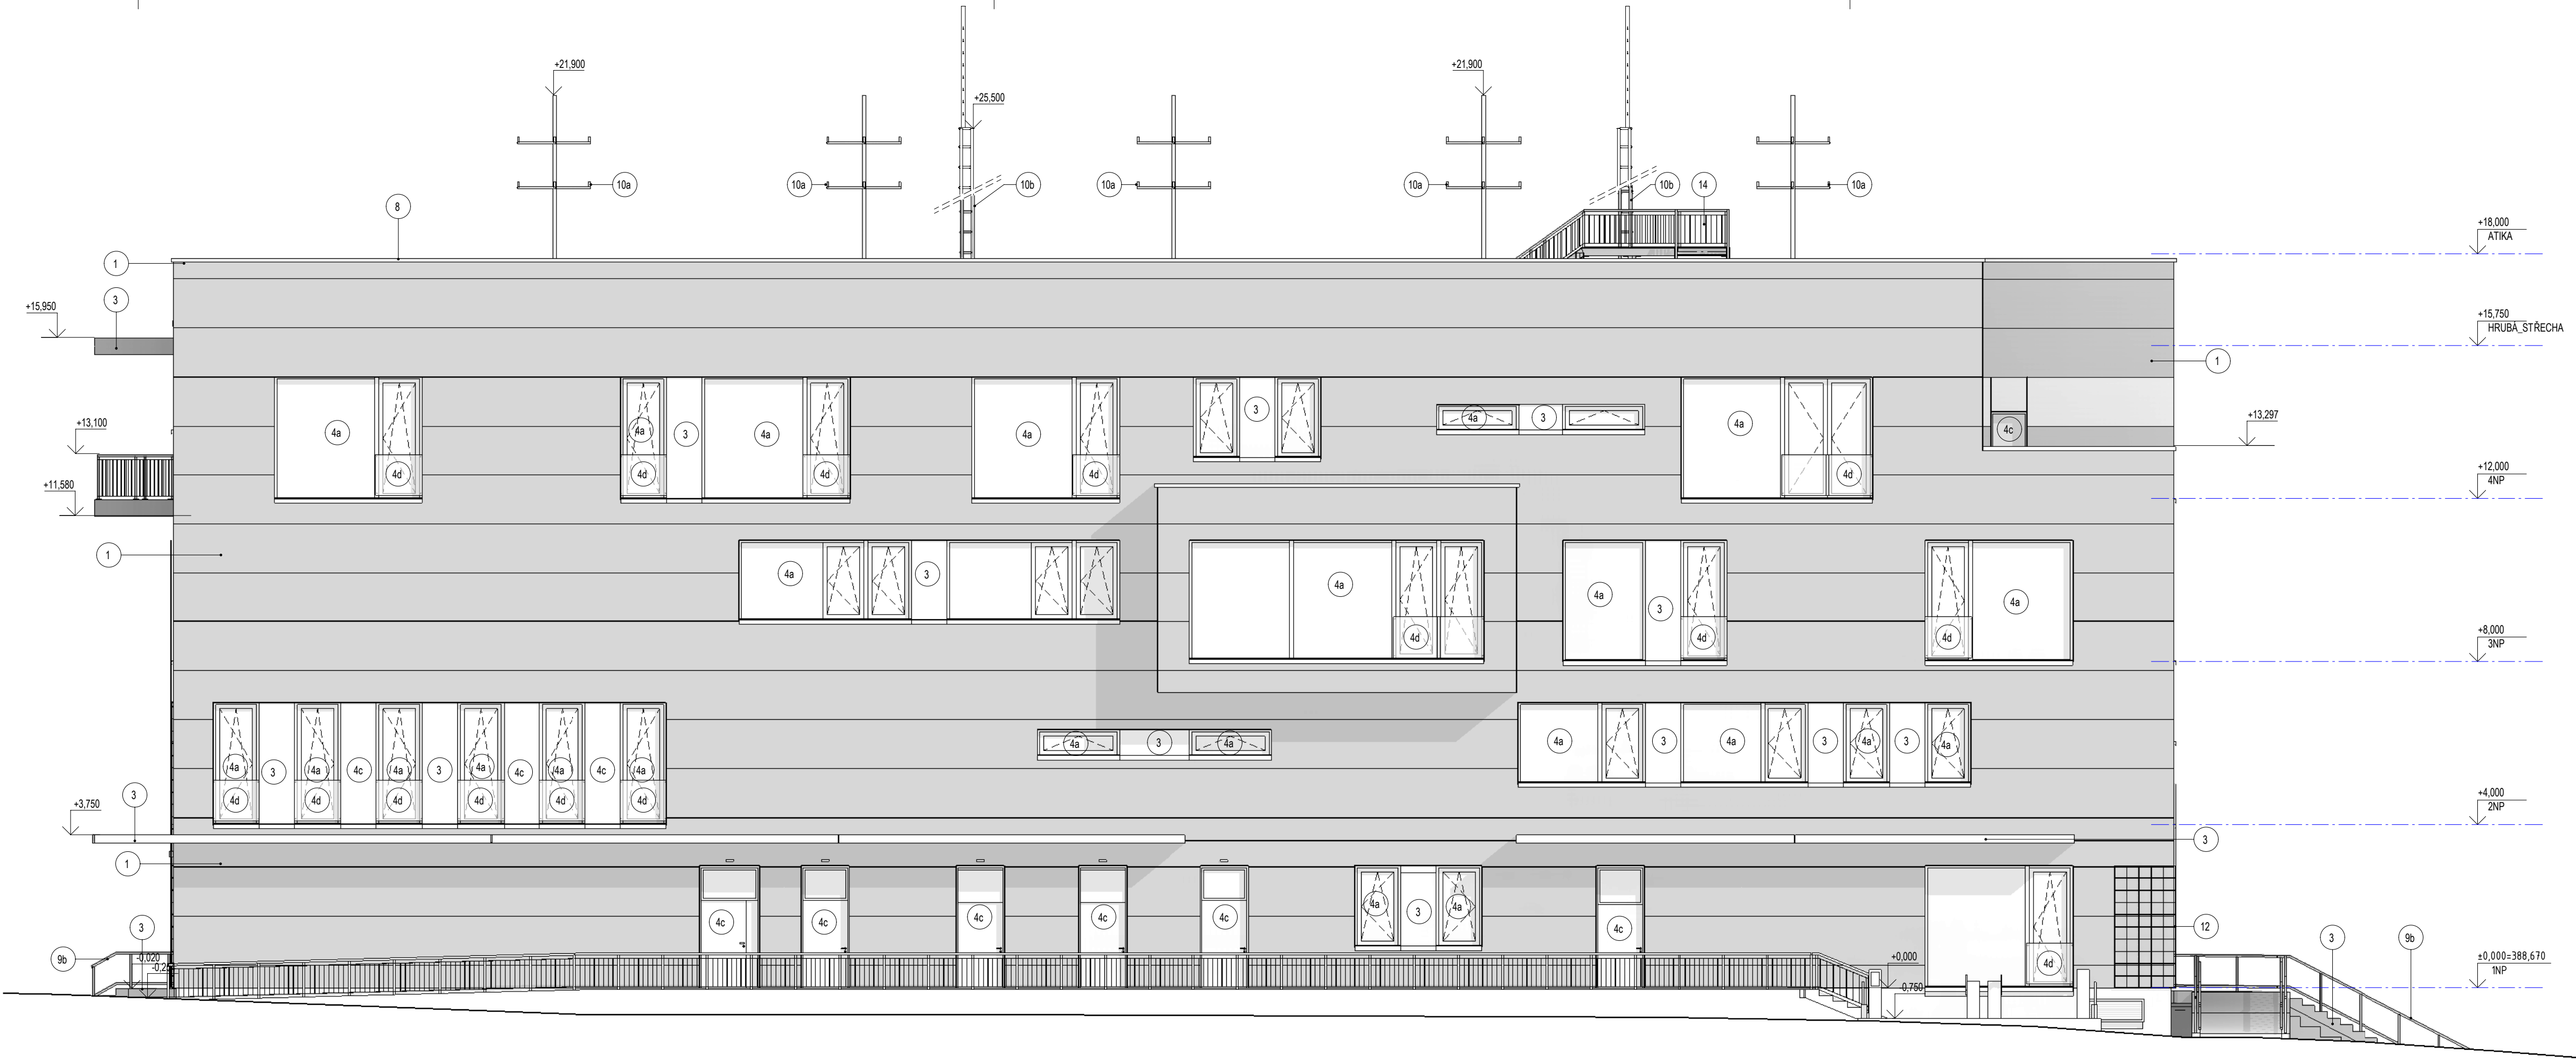 +21,900
+21,900
+25,500
10a
10a
10b
10a
10a
10b
14
10a
8
+18,000
ATIKA
1
3
+15,950
+15,750
HRUBÁ_STŘECHA
1
+13,100
+13,297
4a
4a
3
4a
4a
3
4a
3
4a
4c
4d
4d
4d
4d
4d
+11,580
+12,000
4NP
1
4a
3
4a
4a
3
4a
4d
4d
4d
+8,000
3NP
4a
3
4a
4c
4a
3
4a
4c
4a
4c
4a
4a
3
4a
4a
3
4a
3
4a
3
4a
4d
4d
4d
4d
4d
4d
3
+3,750
+4,000
2NP
3
1
4c
4c
4c
4c
4c
4a
3
4a
4c
12
3
9b
-0,020
3
9b
+0,000
4d
±0,000=388,670
1NP
-0,750